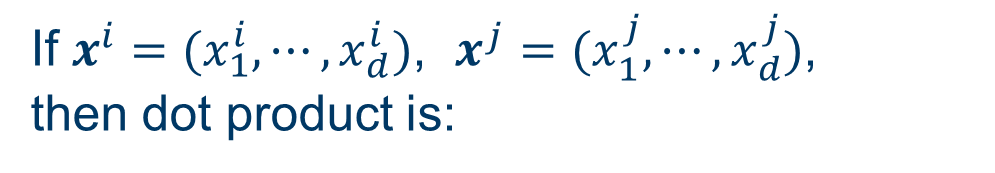 If 𝒙ⁱ = (x₁ⁱ, ⋯ , x_dⁱ), 𝒙ʲ = (x₁ʲ, ⋯ , x_dʲ),
then dot product is: